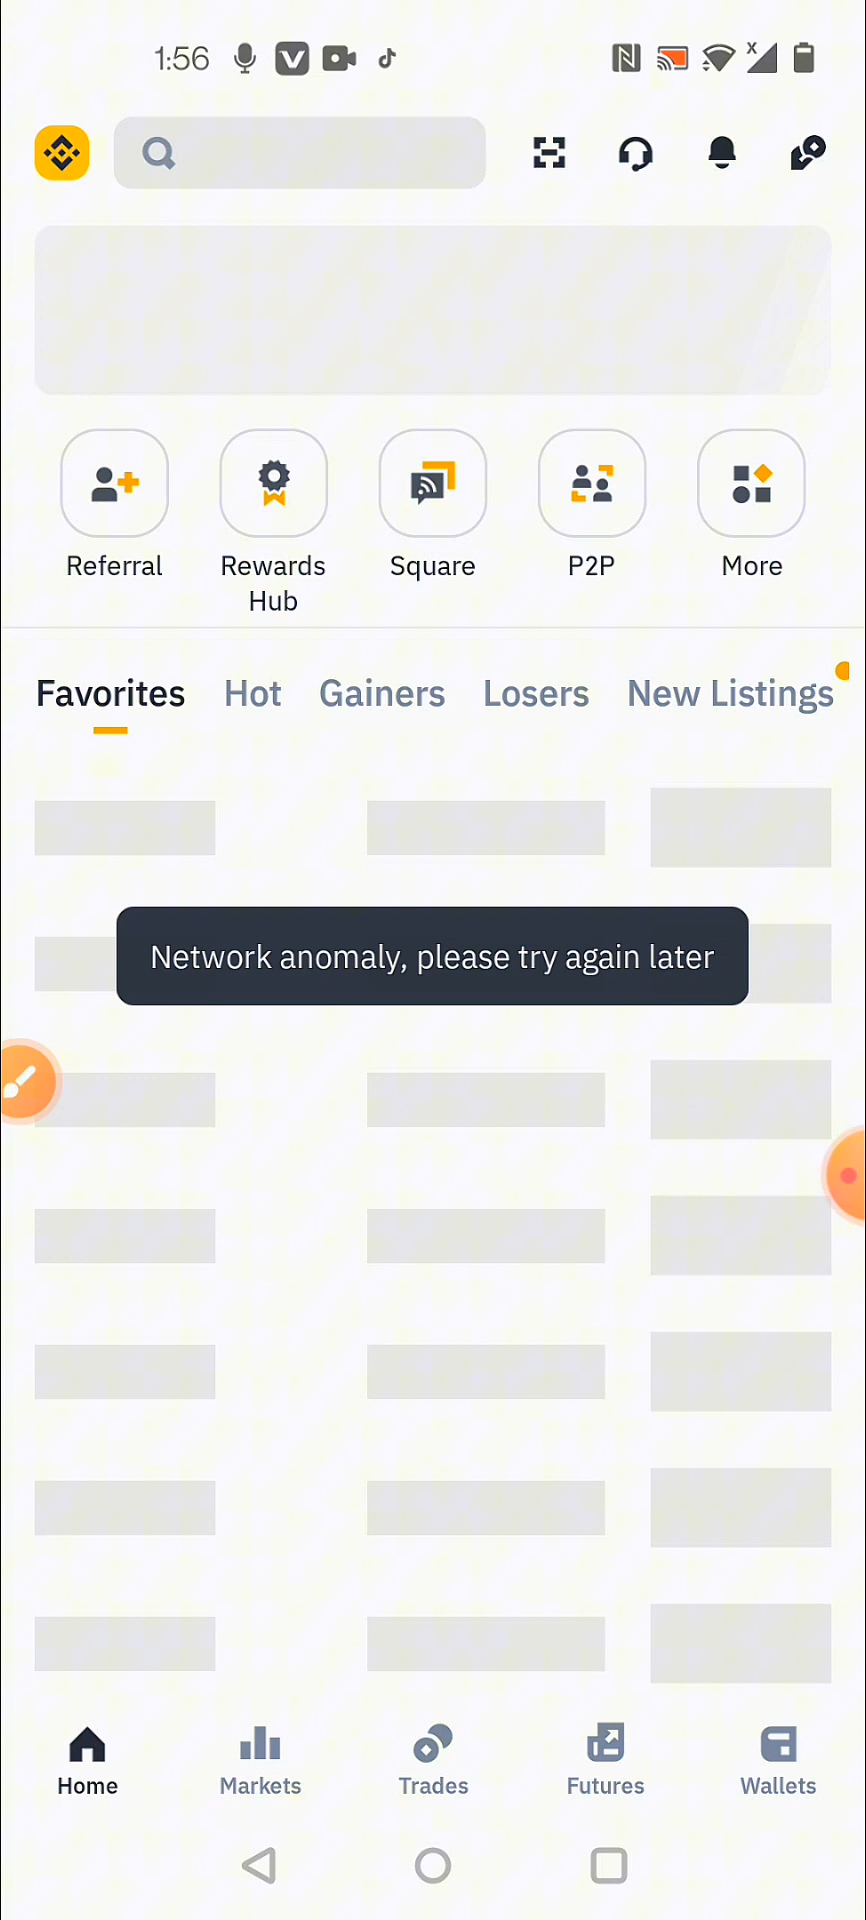 1:56
Referral
Rewards
Hub
Square
P2P
More
Favorites Hot Gainers Losers New Listings
Network anomaly, please try again later
Home Markets Trades Futures Wallets